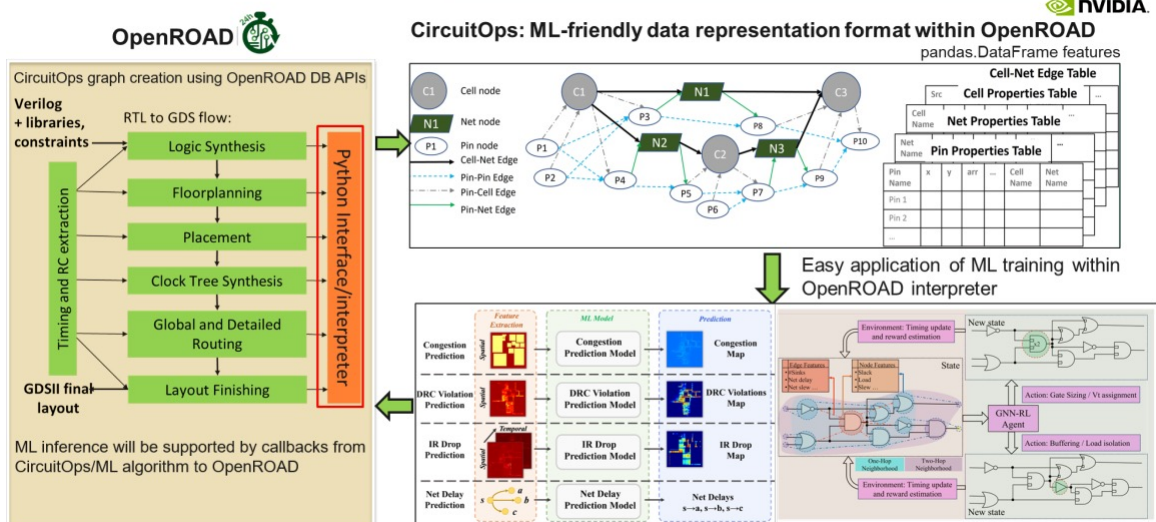 nVIDIA.
OpenROAD
24h
CircuitOps: ML-friendly data representation format within OpenROAD
pandas.DataFrame features
CircuitOps graph creation using OpenROAD DB APIs
Verilog
+ libraries,
constraints
RTL to GDS flow:
Logic Synthesis
Floorplanning
Placement
Clock Tree Synthesis
Global and Detailed
Routing
Layout Finishing
Timing and RC extraction
Python Interface/interpreter
GDSII final
layout
ML inference will be supported by callbacks from
CircuitOps/ML algorithm to OpenROAD
C1
Cell node
N1
Net node
P1
Pin node
Cell-Net Edge
Pin-Pin Edge
Pin-Cell Edge
Pin-Net Edge
C1
N1
C3
P3
P8
P1
N2
N3
P10
C2
P2
P4
P5
P7
P9
P6
Cell-Net Edge Table
Src
Cell Properties Table
...
Cell
Name
Net Properties Table
Net
Name
Pin Properties Table
...
Pin
Name
x
y
arr
...
Cell
Name
Net
Name
Pin 1
Pin 2
...
Easy application of ML training within
OpenROAD interpreter
Feature
Extraction
ML Model
Prediction
Congestion
Prediction
Spatial
Congestion
Prediction Model
Congestion
Map
DRC Violation
Prediction
Spatial
DRC Violation
Prediction Model
DRC Violations
Map
IR Drop
Prediction
Temporal
Spatial
IR Drop
Prediction Model
IR Drop
Map
Net Delay
Prediction
s
a
b
c
Net Delay
Prediction Model
Net Delays
s→a, s→b, s→c
Environment: Timing update
and reward estimation
State
Edge Features
Net delay
Net slew ...
Node Features
Slack
Load
Slew ...
One-Hop
Neighborhood
Two-Hop
Neighborhood
Environment: Timing update
and reward estimation
New state
x2
Action: Gate Sizing / Vt assignment
GNN-RL
Agent
Action: Buffering / Load isolation
New state